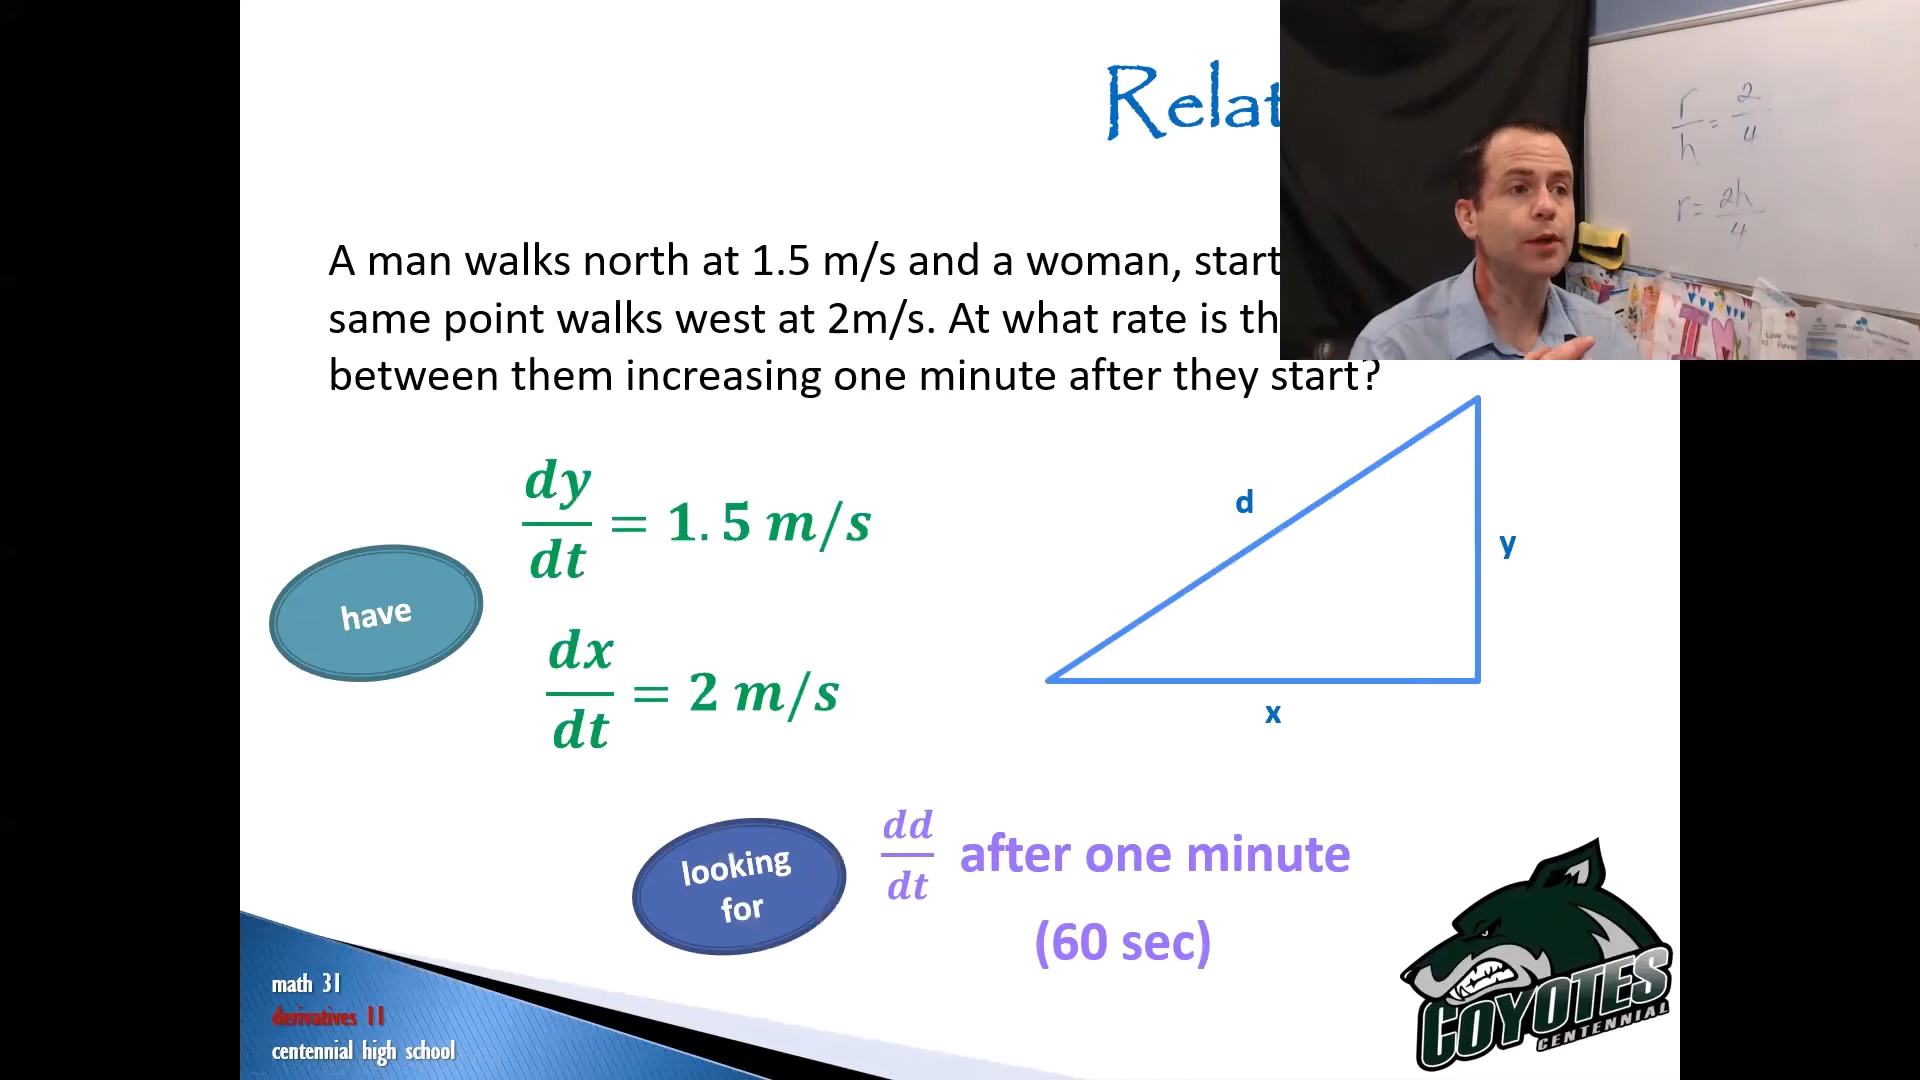 Relat
A man walks north at 1.5 m/s and a woman, start
same point walks west at 2m/s. At what rate is th
between them increasing one minute after they start?
dy/dt = 1.5 m/s
have
dx/dt = 2 m/s
d
y
x
looking
for
dd/dt after one minute
(60 sec)
math 31
derivatives 11
centennial high school
COYOTES
CENTENNIAL
r/h = 2/4
r = 2h/4
I